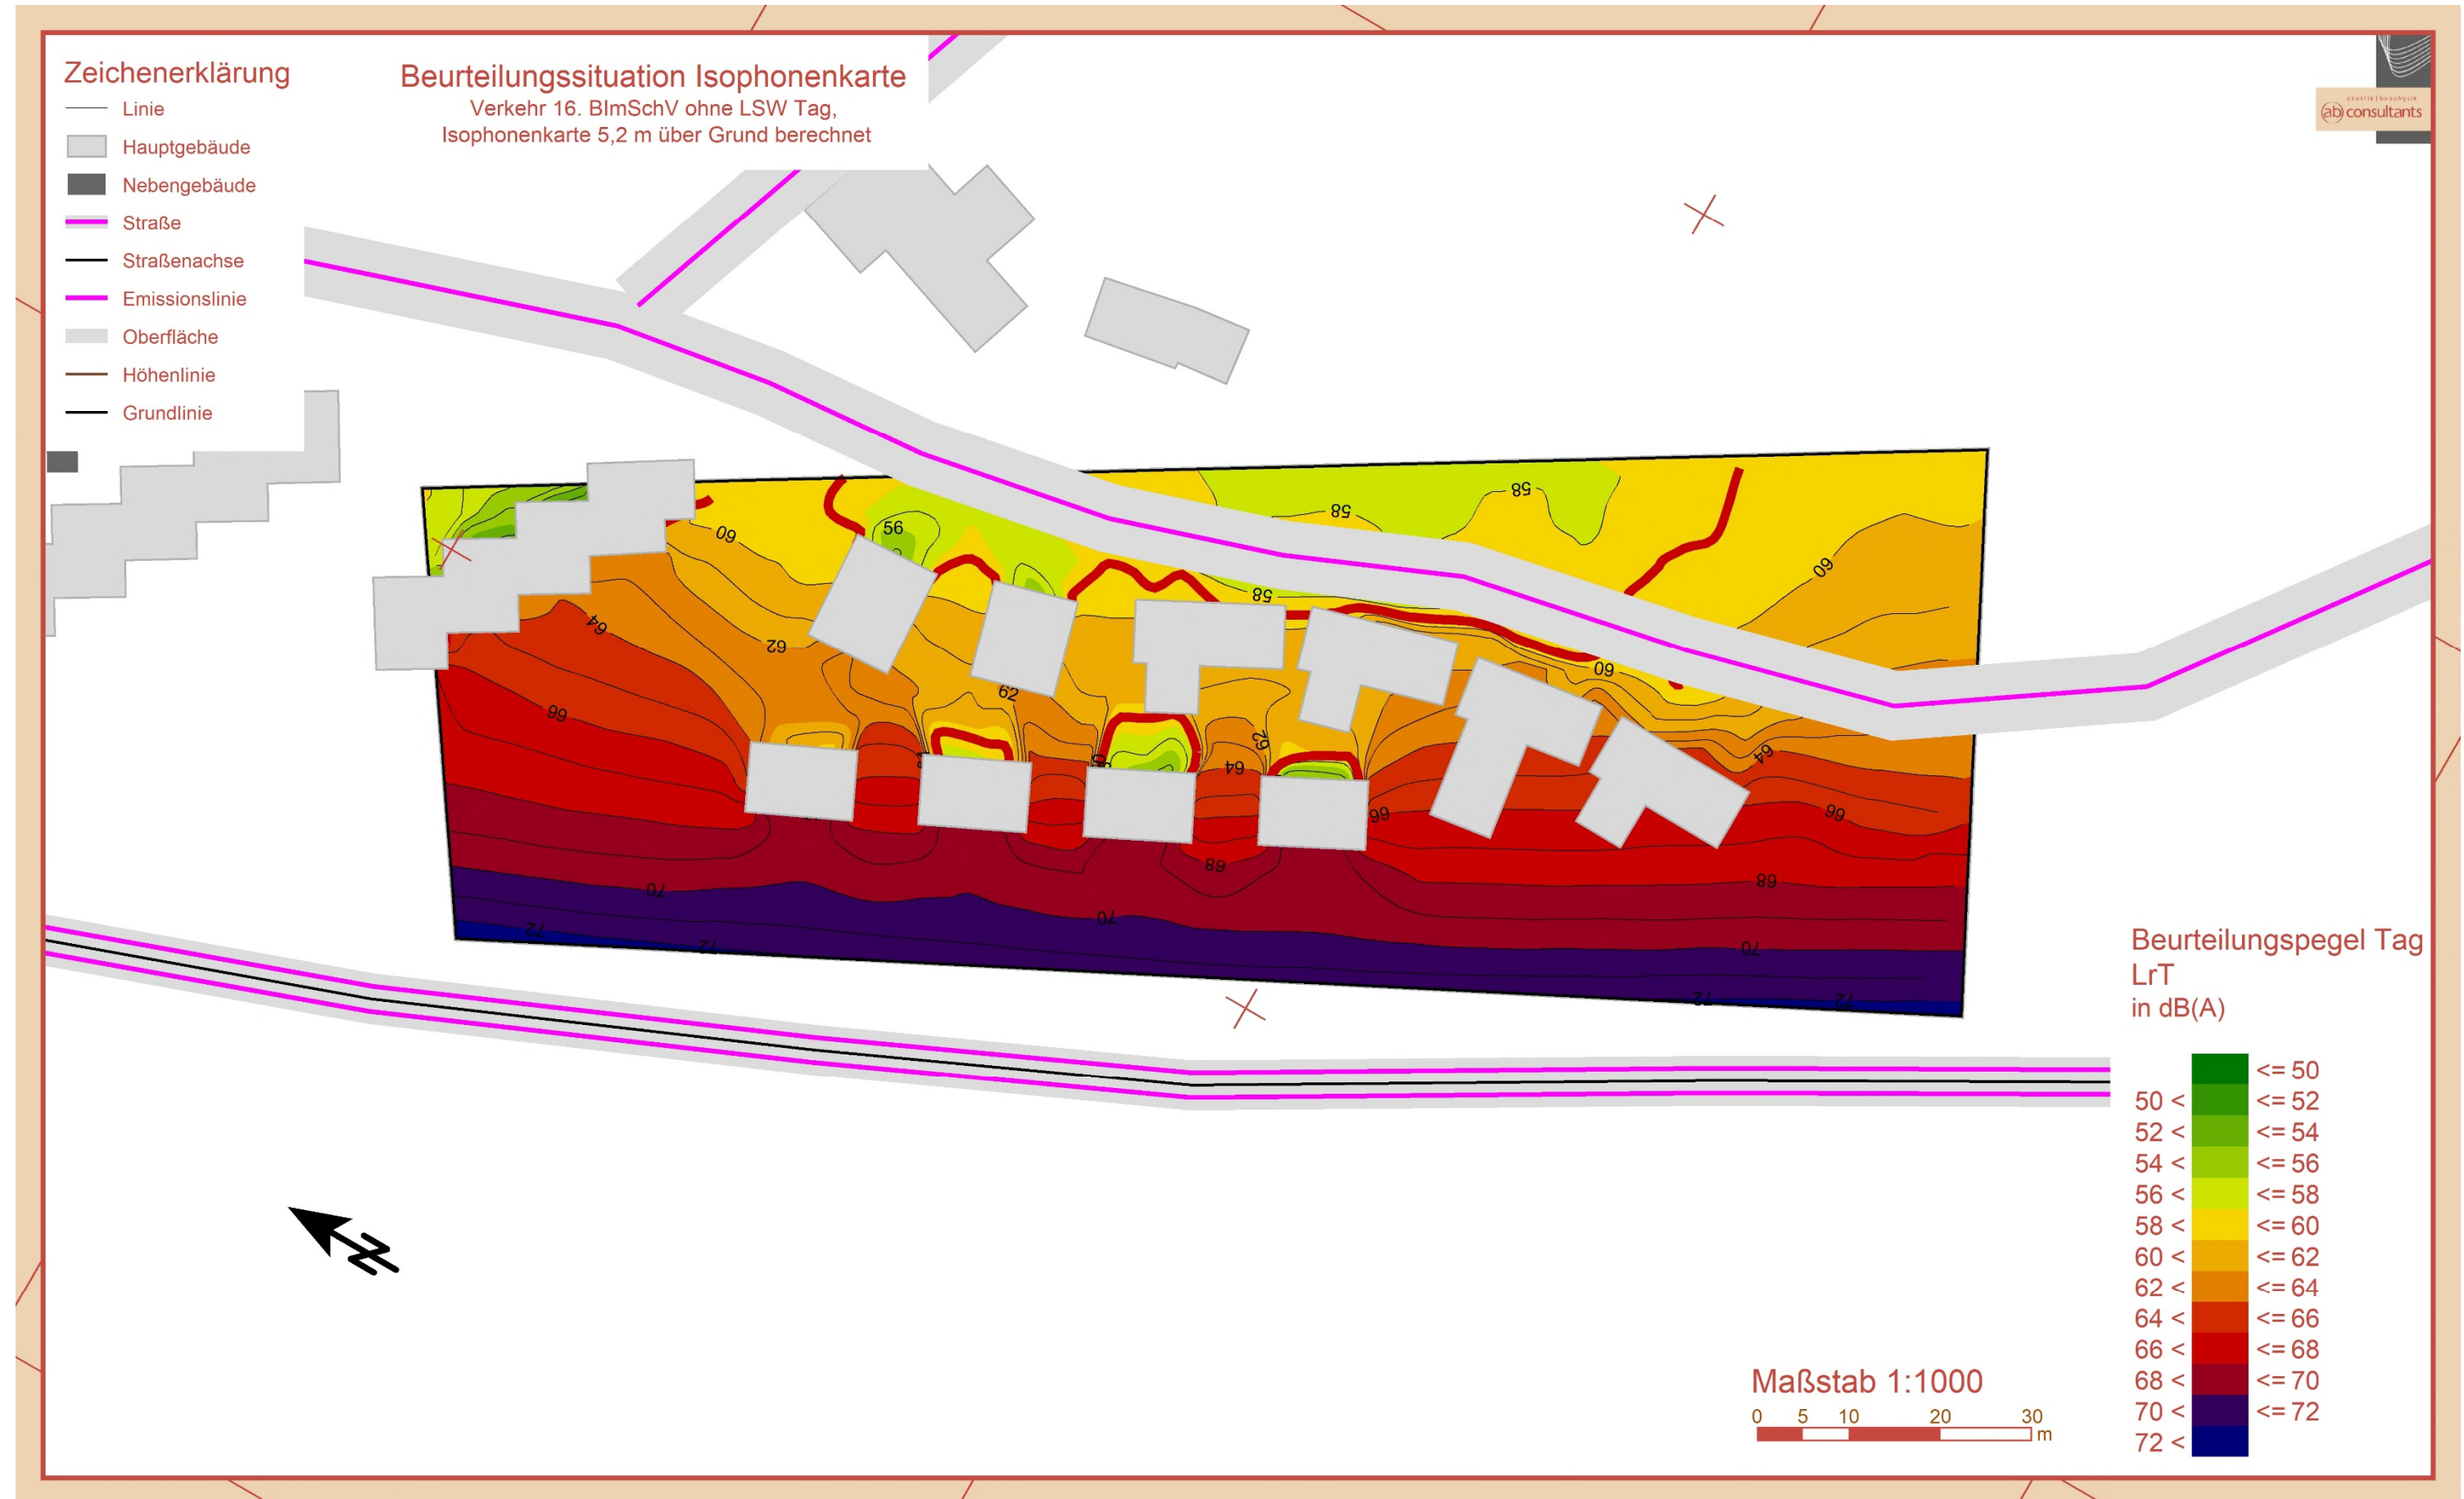 Zeichenerklärung
Linie
Hauptgebäude
Nebengebäude
Straße
Straßenachse
Emissionslinie
Oberfläche
Höhenlinie
Grundlinie
Beurteilungssituation Isophonenkarte
Verkehr 16. BImSchV ohne LSW Tag,
Isophonenkarte 5,2 m über Grund berechnet
akustik | bauphysik
ab consultants
58
58
56
60
60
58
64
62
60
62
66
62
64
64
66
66
68
68
70
70
70
72
72
72
72
N
Beurteilungspegel Tag
LrT
in dB(A)
<= 50
50 < <= 52
52 < <= 54
54 < <= 56
56 < <= 58
58 < <= 60
60 < <= 62
62 < <= 64
64 < <= 66
66 < <= 68
68 < <= 70
70 < <= 72
72 <
Maßstab 1:1000
0 5 10 20 30
m